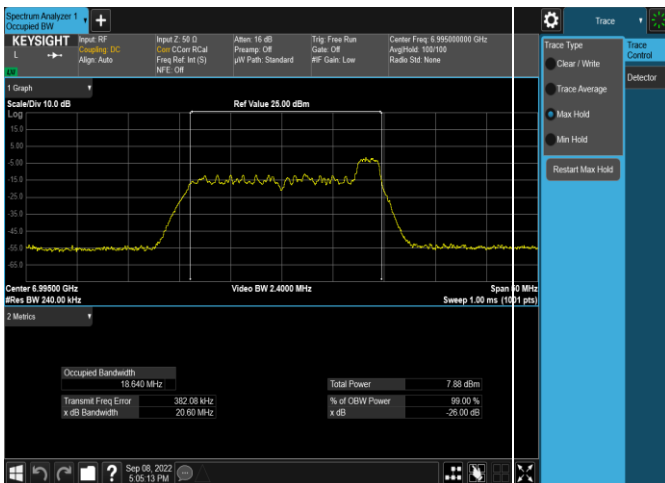 Spectrum Analyzer 1
Occupied BW
Trace
KEYSIGHT
L
Input: RF
Coupling: DC
Align: Auto
Input Z: 50 Ω
Corr CCorr RCal
Freq Ref: Int (S)
NFE: Off
Atten: 16 dB
Preamp: Off
µW Path: Standard
Trig: Free Run
Gate: Off
#IF Gain: Low
Center Freq: 6.995000000 GHz
Avg|Hold: 100/100
Radio Std: None
1 Graph
Scale/Div 10.0 dB
Ref Value 25.00 dBm
Log
15.0
5.00
-5.00
-15.0
-25.0
-35.0
-45.0
-55.0
-65.0
Center 6.99500 GHz
Video BW 2.4000 MHz
Span 50 MHz
#Res BW 240.00 kHz
Sweep 1.00 ms (1001 pts)
2 Metrics
Occupied Bandwidth
18.640 MHz
Total Power 7.88 dBm
Transmit Freq Error 382.08 kHz
% of OBW Power 99.00 %
x dB Bandwidth 20.60 MHz
x dB -26.00 dB
Sep 08, 2022
5:05:13 PM
Trace Type
Clear / Write
Trace Average
Max Hold
Min Hold
Restart Max Hold
Trace
Control
Detector